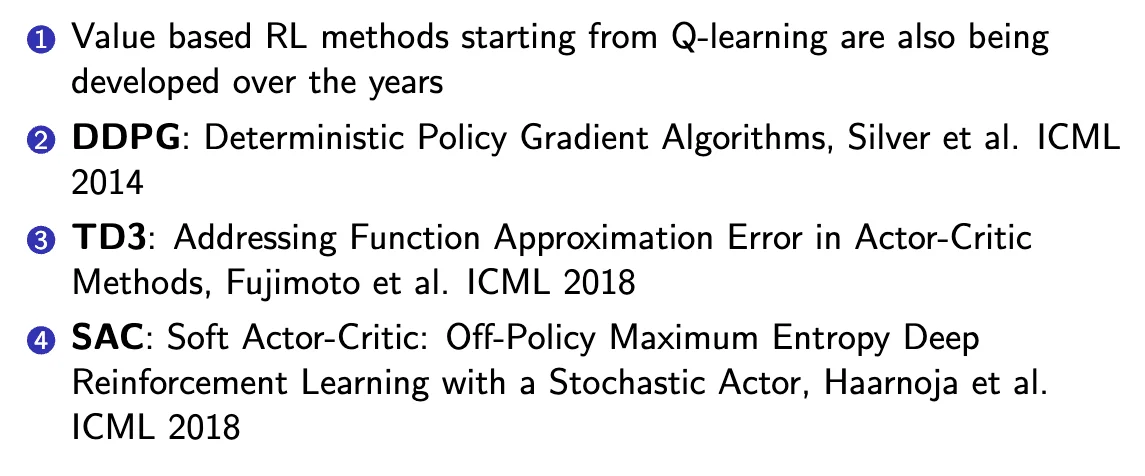 1 Value based RL methods starting from Q-learning are also being
developed over the years
2 DDPG: Deterministic Policy Gradient Algorithms, Silver et al. ICML
2014
3 TD3: Addressing Function Approximation Error in Actor-Critic
Methods, Fujimoto et al. ICML 2018
4 SAC: Soft Actor-Critic: Off-Policy Maximum Entropy Deep
Reinforcement Learning with a Stochastic Actor, Haarnoja et al.
ICML 2018